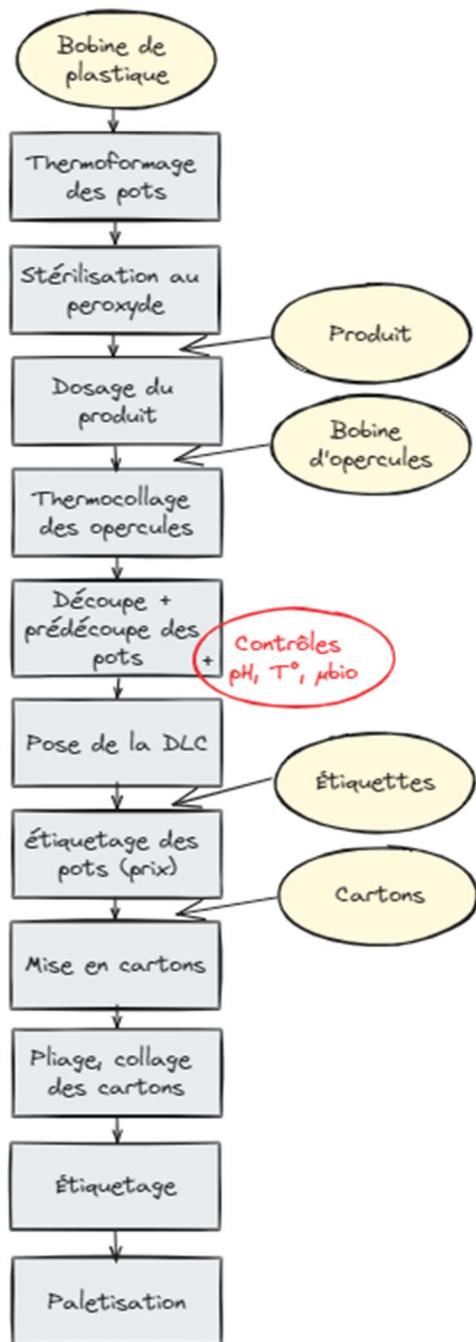 Bobine de
plastique
Thermoformage
des pots
Stérilisation au
peroxyde
Produit
Dosage du
produit
Bobine
d'opercules
Thermocollage
des opercules
Découpe +
prédécoupe des
pots
+
Contrôles
pH, T°, µbio
Pose de la DLC
Étiquettes
étiquetage des
pots (prix)
Cartons
Mise en cartons
Pliage, collage
des cartons
Étiquetage
Paletisation